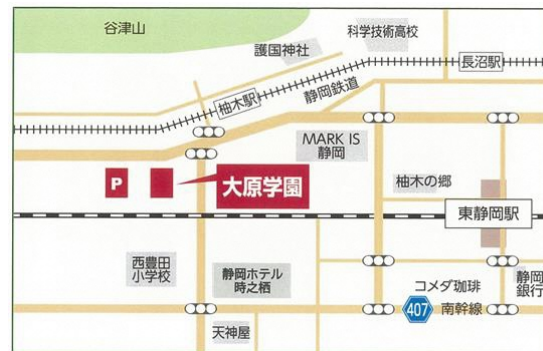 谷津山
科学技術高校
護国神社
長沼駅
静岡鉄道
柚木駅
MARK IS
静岡
P
大原学園
柚木の郷
東静岡駅
西豊田
小学校
静岡ホテル
時之栖
コメダ珈琲
静岡
銀行
407
南幹線
天神屋